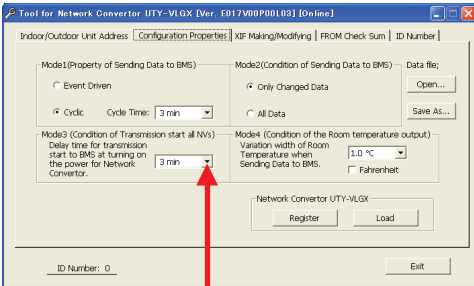 Tool for Network Convertor UTY-VLGX [Ver. E017V00P00L03] [Online]
Indoor/Outdoor Unit Address | Configuration Properties | XIF Making/Modifying | FROM Check Sum | ID Number
Mode1(Property of Sending Data to BMS)
Event Driven
Cyclic Cycle Time: 3 min
Mode2(Condition of Sending Data to BMS)
Only Changed Data
All Data
Data file;
Open...
Save As...
Mode3 (Condition of Transmission start all NVs)
Delay time for transmission
start to BMS at turning on
the power for Network
Convertor.
3 min
Mode4 (Condition of the Room temperature output)
Variation width of Room
Temperature when
Sending Data to BMS.
1.0 °C
Fahrenheit
Network Convertor UTY-VLGX
Register Load
ID Number: 0
Exit